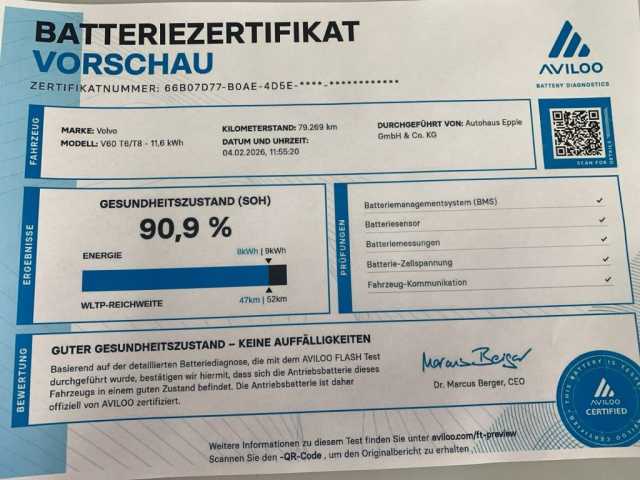 BATTERIEZERTIFIKAT
VORSCHAU
ZERTIFIKATNUMMER: 66B07D77-B0AE-4D5E-****-************
AVILOO
BATTERY DIAGNOSTICS
FAHRZEUG
MARKE: Volvo
MODELL: V60 T6/T8 - 11,6 kWh
KILOMETERSTAND: 79.269 km
DATUM UND UHRZEIT:
04.02.2026, 11:55:20
DURCHGEFÜHRT VON: Autohaus Epple
GmbH & Co. KG
SCAN FOR
DETAILS
ERGEBNISSE
GESUNDHEITSZUSTAND (SOH)
90,9 %
ENERGIE
8kWh | 9kWh
WLTP-REICHWEITE
47km | 52km
PRÜFUNGEN
Batteriemanagementsystem (BMS) ✓
Batteriesensor ✓
Batteriemessungen ✓
Batterie-Zellspannung ✓
Fahrzeug-Kommunikation ✓
BEWERTUNG
GUTER GESUNDHEITSZUSTAND – KEINE AUFFÄLLIGKEITEN
Basierend auf der detaillierten Batteriediagnose, die mit dem AVILOO FLASH Test
durchgeführt wurde, bestätigen wir hiermit, dass sich die Antriebsbatterie dieses
Fahrzeugs in einem guten Zustand befindet. Die Antriebsbatterie ist daher
offiziell von AVILOO zertifiziert.
Marcus Berger
Dr. Marcus Berger, CEO
AVILOO
CERTIFIED
Weitere Informationen zu diesem Test finden Sie unter aviloo.com/ft-preview
Scannen Sie den -QR-Code , um den Originalbericht zu erhalten